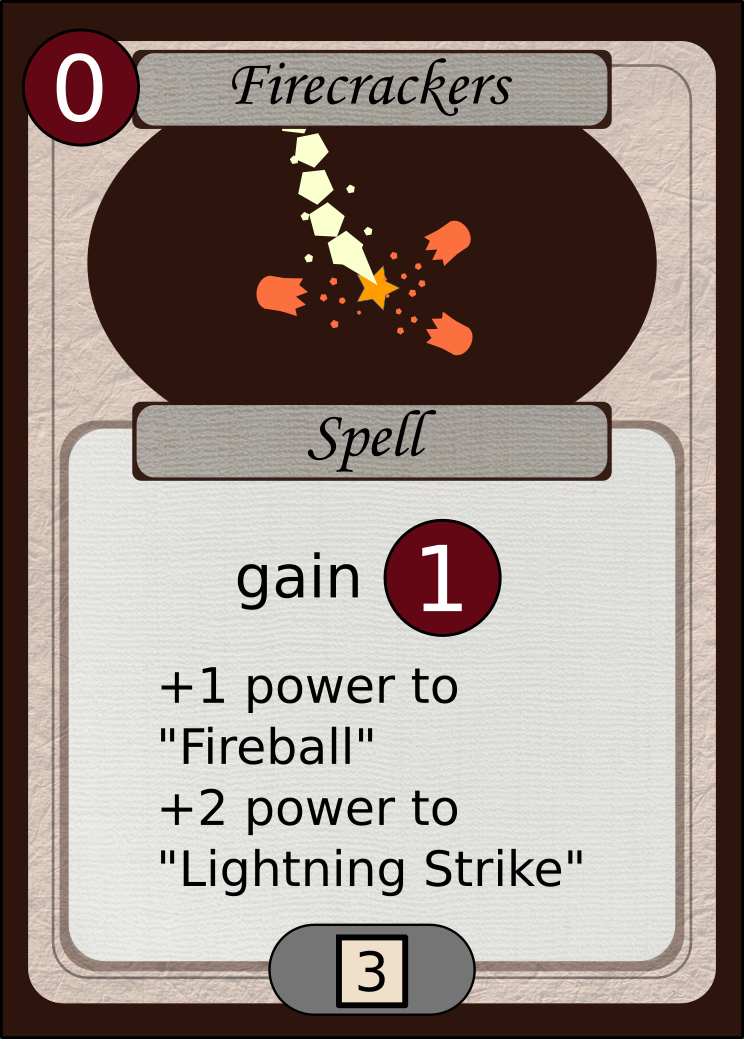 0
Firecrackers
Spell
gain 1
+1 power to
"Fireball"
+2 power to
"Lightning Strike"
3